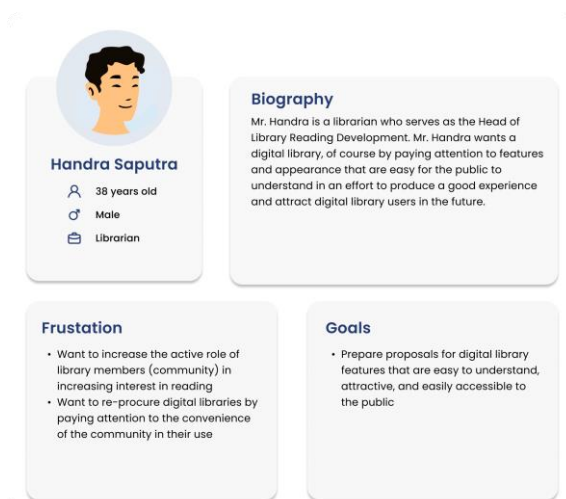 Handra Saputra
38 years old
Male
Librarian
Biography
Mr. Handra is a librarian who serves as the Head of
Library Reading Development. Mr. Handra wants a
digital library, of course by paying attention to features
and appearance that are easy for the public to
understand in an effort to produce a good experience
and attract digital library users in the future.
Frustation
• Want to increase the active role of
library members (community) in
increasing interest in reading
• Want to re-procure digital libraries by
paying attention to the convenience
of the community in their use
Goals
• Prepare proposals for digital library
features that are easy to understand,
attractive, and easily accessible to
the public